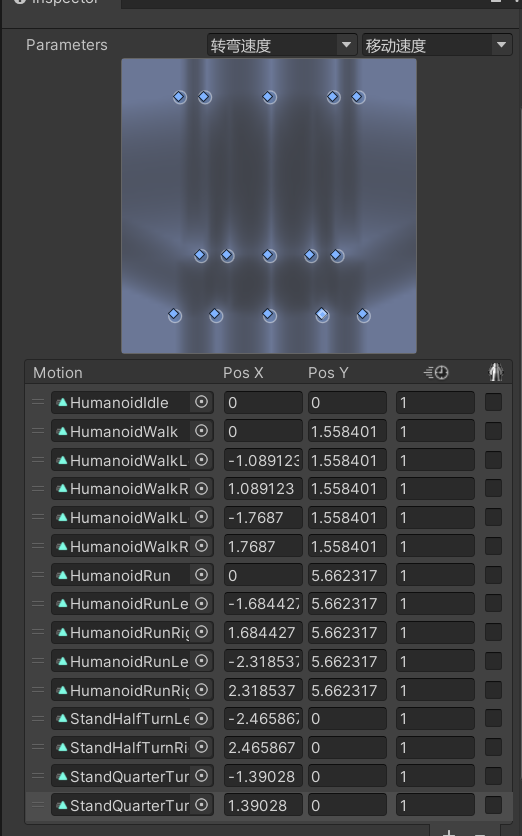 Inspector
Parameters 转弯速度 移动速度
Motion Pos X Pos Y
HumanoidIdle 0 0 1
HumanoidWalk 0 1.558401 1
HumanoidWalkL -1.089123 1.558401 1
HumanoidWalkR 1.089123 1.558401 1
HumanoidWalkL -1.7687 1.558401 1
HumanoidWalkR 1.7687 1.558401 1
HumanoidRun 0 5.662317 1
HumanoidRunLe -1.684427 5.662317 1
HumanoidRunRig 1.684427 5.662317 1
HumanoidRunLe -2.318537 5.662317 1
HumanoidRunRig 2.318537 5.662317 1
StandHalfTurnLe -2.465867 0 1
StandHalfTurnRi 2.465867 0 1
StandQuarterTur -1.39028 0 1
StandQuarterTur 1.39028 0 1